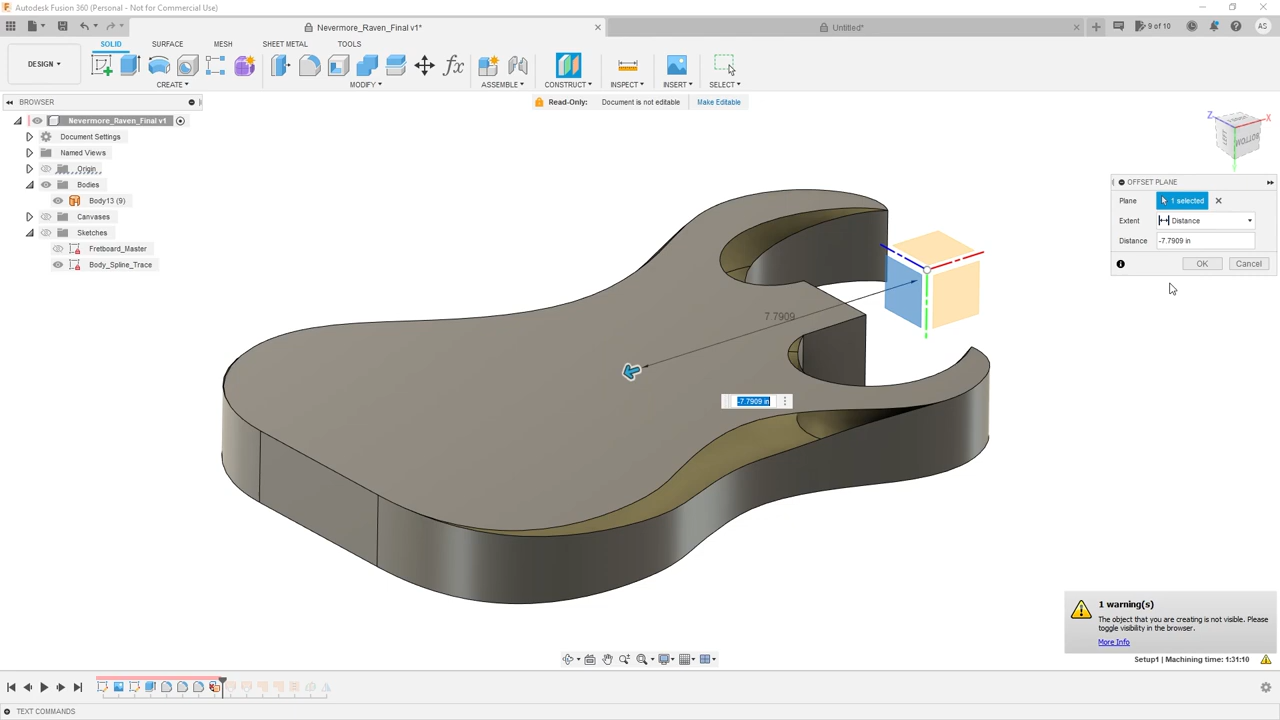 Autodesk Fusion 360 (Personal - Not for Commercial Use)
Nevermore_Raven_Final v1*
Untitled*
9 of 10
AS
DESIGN
SOLID
SURFACE
MESH
SHEET METAL
TOOLS
CREATE
MODIFY
ASSEMBLE
CONSTRUCT
INSPECT
INSERT
SELECT
BROWSER
Read-Only:
Document is not editable
Make Editable
Nevermore_Raven_Final v1
Document Settings
Named Views
Origin
Bodies
Body13 (9)
Canvases
Sketches
Fretboard_Master
Body_Spline_Trace
Z
X
BOTTOM
OFFSET PLANE
Plane
1 selected
Extent
Distance
Distance
-7.7909 in
OK
Cancel
7.7909
-7.7909 in
1 warning(s)
The object that you are creating is not visible. Please
toggle visibility in the browser.
More Info
Setup1 | Machining time: 1:31:10
TEXT COMMANDS